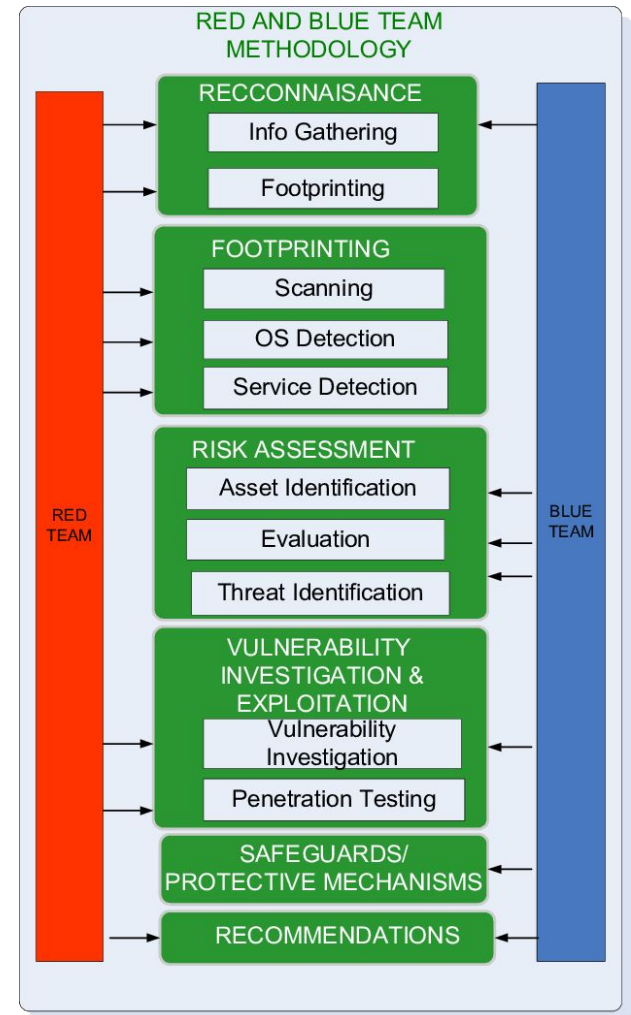 RED AND BLUE TEAM
METHODOLOGY
RECCONNAISANCE
Info Gathering
Footprinting
FOOTPRINTING
Scanning
OS Detection
Service Detection
RISK ASSESSMENT
Asset Identification
Evaluation
Threat Identification
RED
TEAM
BLUE
TEAM
VULNERABILITY
INVESTIGATION &
EXPLOITATION
Vulnerability
Investigation
Penetration Testing
SAFEGUARDS/
PROTECTIVE MECHANISMS
RECOMMENDATIONS